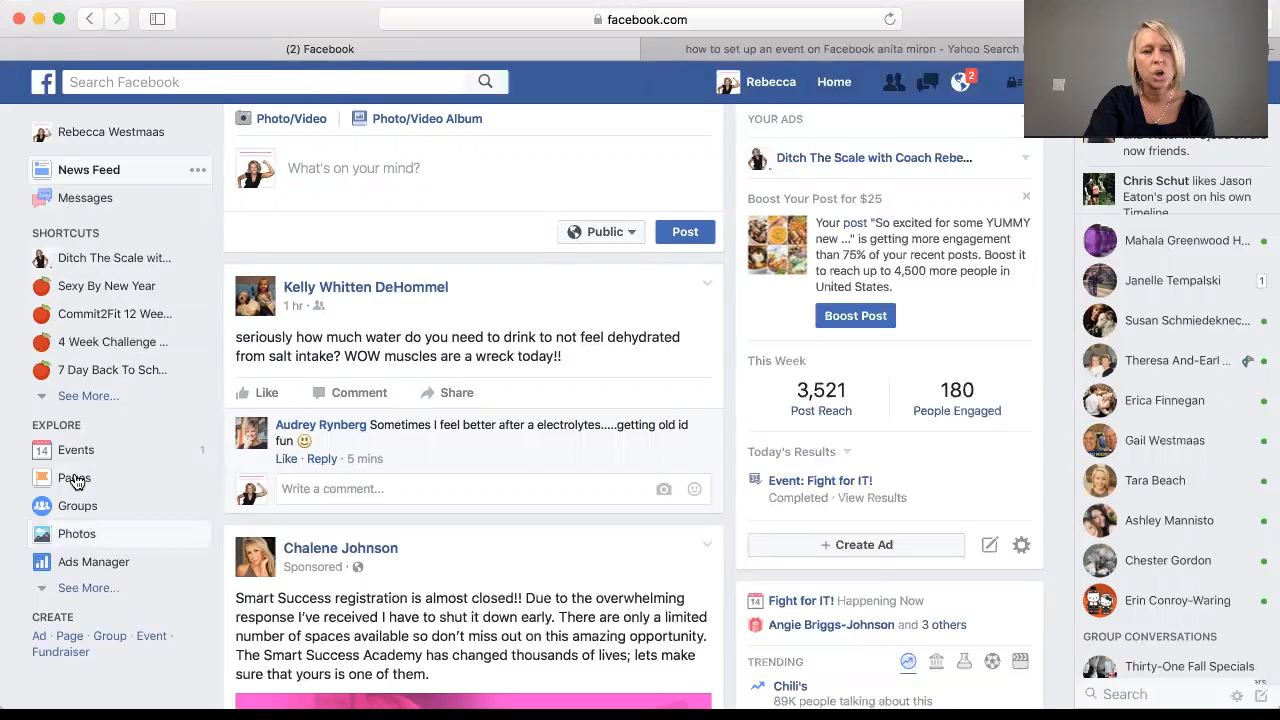 facebook.com
(2) Facebook
how to set up an event on Facebook anita miron - Yahoo Search
Search Facebook
Rebecca
Home
2
Rebecca Westmaas
News Feed
Messages
SHORTCUTS
Ditch The Scale wit...
Sexy By New Year
Commit2Fit 12 Wee...
4 Week Challenge ...
7 Day Back To Sch...
See More...
EXPLORE
14
Events
1
Groups
Photos
Ads Manager
See More...
CREATE
Ad · Page · Group · Event ·
Fundraiser
Photo/Video
Photo/Video Album
What's on your mind?
Public
Post
Kelly Whitten DeHommel
1 hr ·
seriously how much water do you need to drink to not feel dehydrated
from salt intake? WOW muscles are a wreck today!!
Like
Comment
Share
Audrey Rynberg Sometimes I feel better after a electrolytes.....getting old id
fun
Like · Reply · 5 mins
Write a comment...
Chalene Johnson
Sponsored ·
Smart Success registration is almost closed!! Due to the overwhelming
response I've received I have to shut it down early. There are only a limited
number of spaces available so don't miss out on this amazing opportunity.
The Smart Success Academy has changed thousands of lives; lets make
sure that yours is one of them.
YOUR ADS
Ditch The Scale with Coach Rebe...
Boost Your Post for $25
Your post "So excited for some YUMMY
new ..." is getting more engagement
than 75% of your recent posts. Boost it
to reach up to 4,500 more people in
United States.
Boost Post
This Week
3,521
Post Reach
180
People Engaged
Today's Results
Event: Fight for IT!
Completed · View Results
+ Create Ad
14
Fight for IT! Happening Now
Angie Briggs-Johnson and 3 others
TRENDING
Chili's
89K people talking about this
now friends.
Chris Schut likes Jason
Eaton's post on his own
Timeline.
Mahala Greenwood H...
Janelle Tempalski
1
Susan Schmiedeknec...
Theresa And-Earl ...
Erica Finnegan
Gail Westmaas
Tara Beach
Ashley Mannisto
Chester Gordon
Erin Conroy-Waring
GROUP CONVERSATIONS
Thirty-One Fall Specials
Search